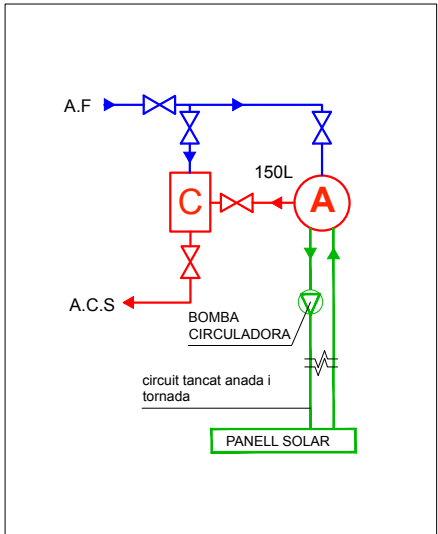 A.F
150L
C
A
A.C.S
BOMBA
CIRCULADORA
circuit tancat anada i
tornada
PANELL SOLAR